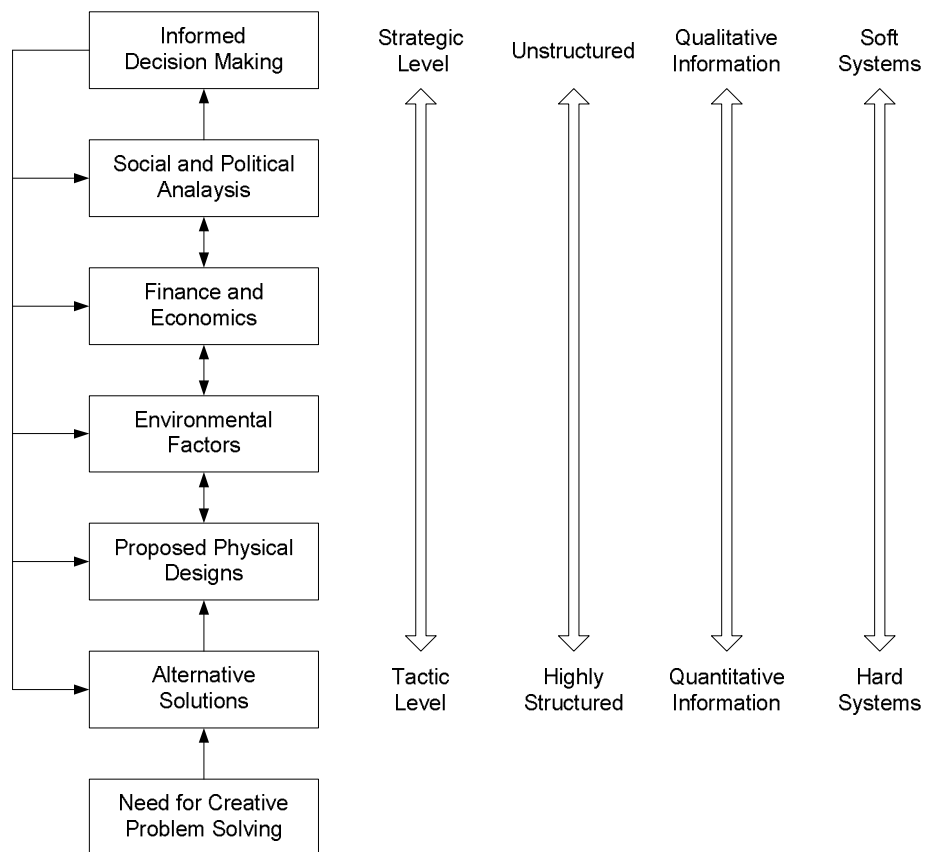 Informed
Decision Making
Strategic
Level
Unstructured
Qualitative
Information
Soft
Systems
Social and Political
Analaysis
Finance and
Economics
Environmental
Factors
Proposed Physical
Designs
Alternative
Solutions
Tactic
Level
Highly
Structured
Quantitative
Information
Hard
Systems
Need for Creative
Problem Solving